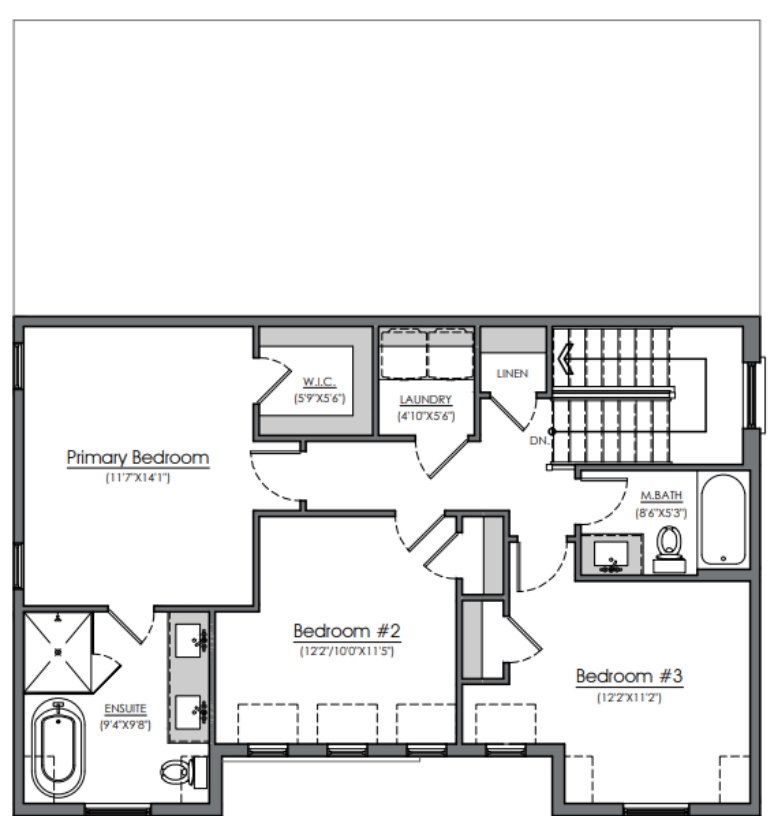 W.I.C.
(5'9"X5'6")
LAUNDRY
(4'10"X5'6")
LINEN
DN.
Primary Bedroom
(11'7"X14'1")
M.BATH
(8'6"X5'3")
Bedroom #2
(12'2"/10'0"X11'5")
Bedroom #3
(12'2"X11'2")
ENSUITE
(9'4"X9'8")